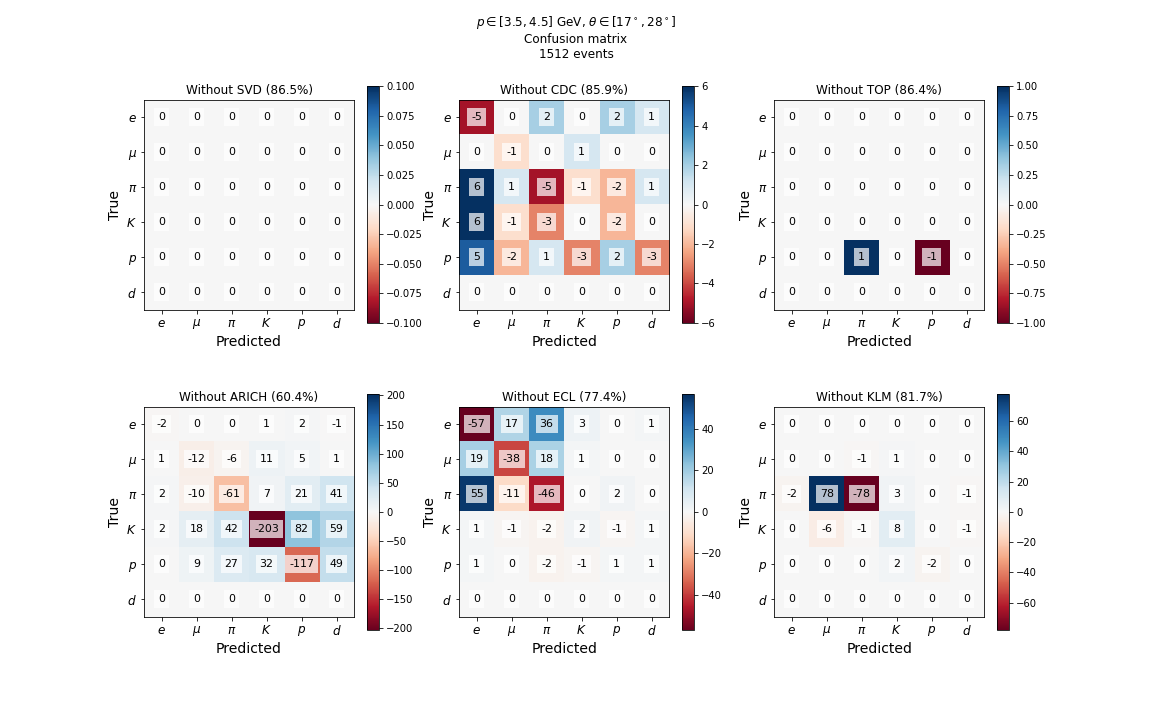 p ∈ [3.5, 4.5] GeV, θ ∈ [17°, 28°]
Confusion matrix
1512 events
Without SVD (86.5%)
True
e 0 0 0 0 0 0
μ 0 0 0 0 0 0
π 0 0 0 0 0 0
K 0 0 0 0 0 0
p 0 0 0 0 0 0
d 0 0 0 0 0 0
e μ π K p d
Predicted
0.100
0.075
0.050
0.025
0.000
−0.025
−0.050
−0.075
−0.100
Without CDC (85.9%)
True
e -5 0 2 0 2 1
μ 0 -1 0 1 0 0
π 6 1 -5 -1 -2 1
K 6 -1 -3 0 -2 0
p 5 -2 1 -3 2 -3
d 0 0 0 0 0 0
e μ π K p d
Predicted
6
4
2
0
−2
−4
−6
Without TOP (86.4%)
True
e 0 0 0 0 0 0
μ 0 0 0 0 0 0
π 0 0 0 0 0 0
K 0 0 0 0 0 0
p 0 0 1 0 -1 0
d 0 0 0 0 0 0
e μ π K p d
Predicted
1.00
0.75
0.50
0.25
0.00
−0.25
−0.50
−0.75
−1.00
Without ARICH (60.4%)
True
e -2 0 0 1 2 -1
μ 1 -12 -6 11 5 1
π 2 -10 -61 7 21 41
K 2 18 42 -203 82 59
p 0 9 27 32 -117 49
d 0 0 0 0 0 0
e μ π K p d
Predicted
200
150
100
50
0
−50
−100
−150
−200
Without ECL (77.4%)
True
e -57 17 36 3 0 1
μ 19 -38 18 1 0 0
π 55 -11 -46 0 2 0
K 1 -1 -2 2 -1 1
p 1 0 -2 -1 1 1
d 0 0 0 0 0 0
e μ π K p d
Predicted
40
20
0
−20
−40
Without KLM (81.7%)
True
e 0 0 0 0 0 0
μ 0 0 -1 1 0 0
π -2 78 -78 3 0 -1
K 0 -6 -1 8 0 -1
p 0 0 0 2 -2 0
d 0 0 0 0 0 0
e μ π K p d
Predicted
60
40
20
0
−20
−40
−60